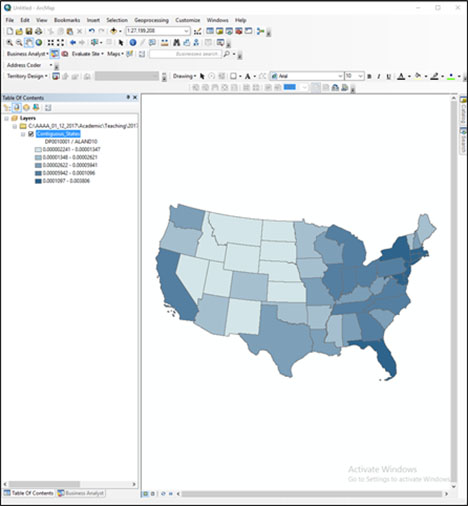 Untitled - ArcMap
File Edit View Bookmarks Insert Selection Geoprocessing Customize Windows Help
1:27,199,208
Business Analyst Evaluate Site Maps Businesses search
Address Coder
Territory Design Drawing A Arial 10 B I U A
Table Of Contents
Layers
C:\AAAA_01_12_2017\Academic\Teaching\2017
Contiguous_States
DP0010001 / ALAND10
0.000002241 - 0.00001347
0.00001348 - 0.00002621
0.00002622 - 0.00005941
0.00005942 - 0.0001096
0.0001097 - 0.003806
Catalog
Search
Activate Windows
Go to Settings to activate Windows.
Table Of Contents Business Analyst